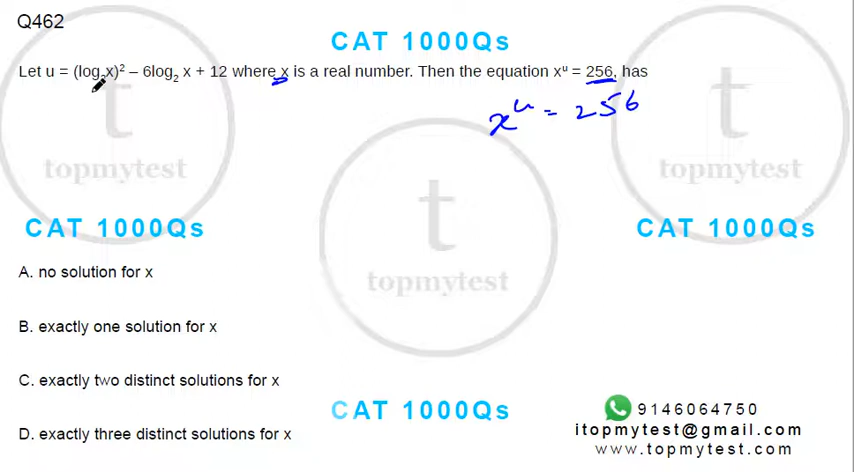 Q462
CAT 1000Qs
Let u = (log₂x)² – 6log₂ x + 12 where x is a real number. Then the equation xᵘ = 256, has
xᵘ = 256
t
topmytest
t
topmytest
t
topmytest
CAT 1000Qs
CAT 1000Qs
A. no solution for x
B. exactly one solution for x
C. exactly two distinct solutions for x
CAT 1000Qs
9146064750
itopmytest@gmail.com
D. exactly three distinct solutions for x
www.topmytest.com